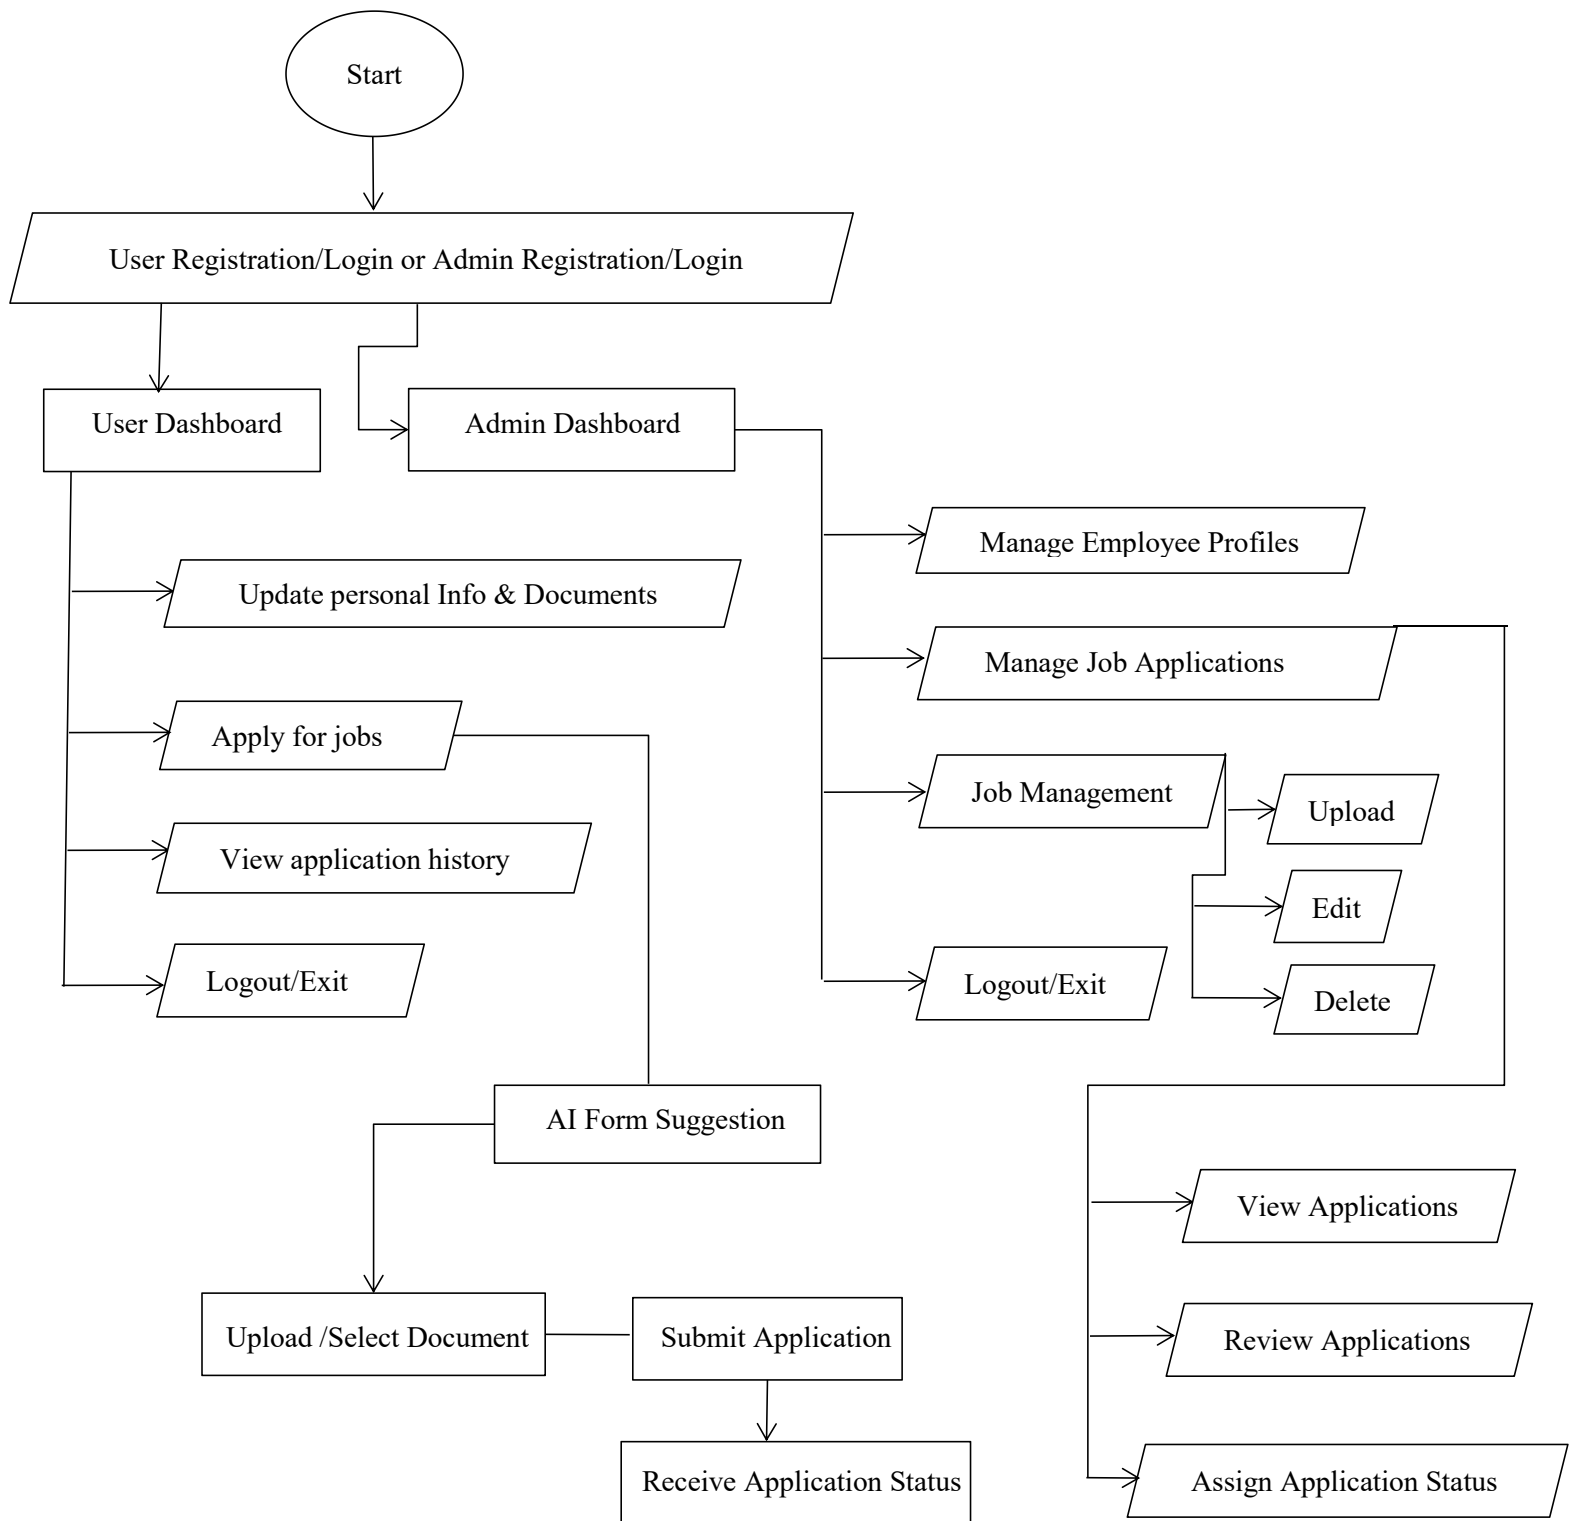 Start
User Registration/Login or Admin Registration/Login
User Dashboard
Admin Dashboard
Manage Employee Profiles
Update personal Info & Documents
Manage Job Applications
Apply for jobs
Job Management
Upload
View application history
Edit
Logout/Exit
Logout/Exit
Delete
AI Form Suggestion
View Applications
Upload /Select Document
Submit Application
Review Applications
Receive Application Status
Assign Application Status